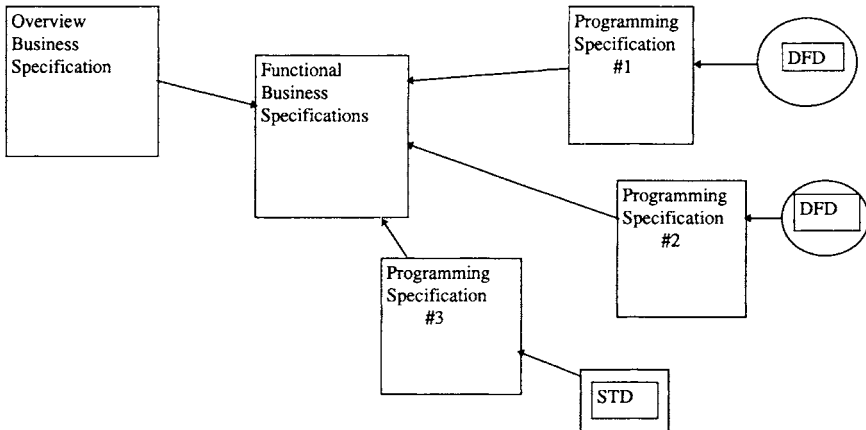 Overview
Business
Specification
Functional
Business
Specifications
Programming
Specification
#1
DFD
Programming
Specification
#2
DFD
Programming
Specification
#3
STD